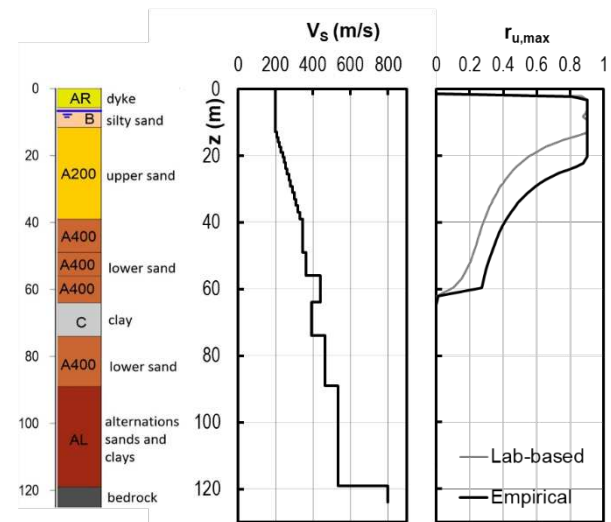 Vs (m/s)
ru,max
0 200 400 600 800
0 0.2 0.4 0.6 0.8 1
0
20
40
60
80
100
120
AR dyke
B silty sand
A200 upper sand
A400
A400 lower sand
A400
C clay
A400 lower sand
AL
alternations
sands and
clays
bedrock
z (m)
0
20
40
60
80
100
120
Lab-based
Empirical